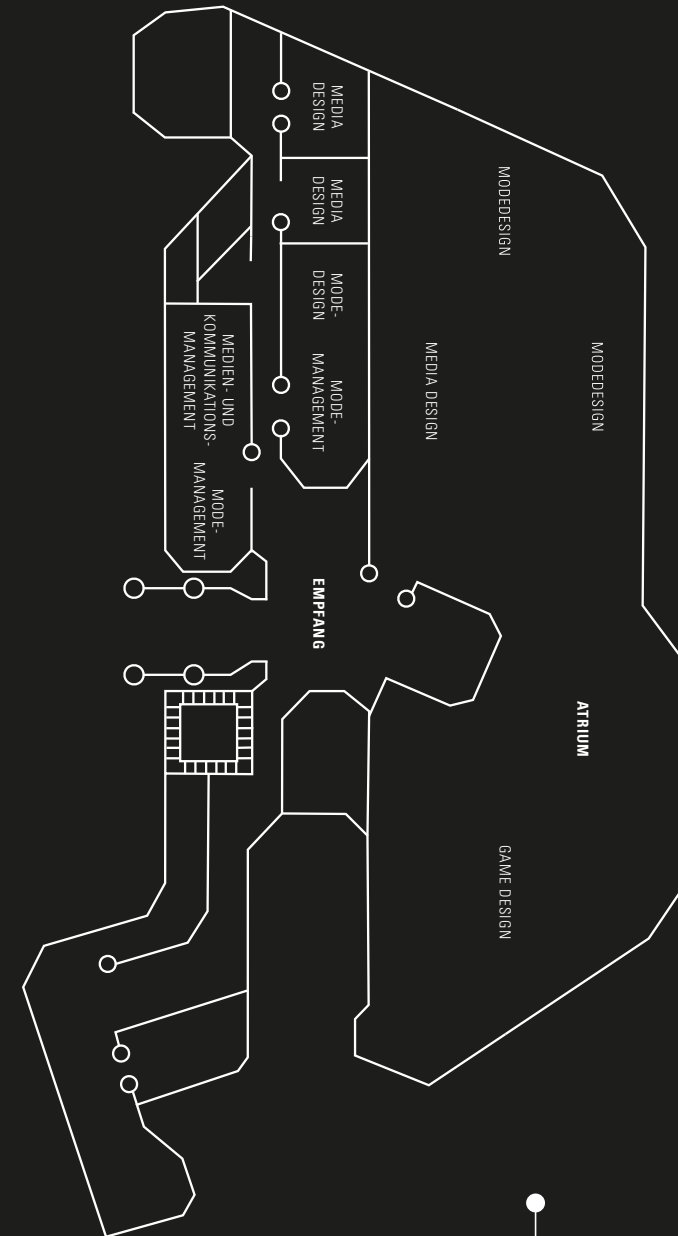 MEDIA
DESIGN
MEDIA
DESIGN
MODE-
DESIGN
MODE-
MANAGEMENT
MEDIEN- UND
KOMMUNIKATIONS-
MANAGEMENT
MODE-
MANAGEMENT
MODEDESIGN
MODEDESIGN
MEDIA DESIGN
EMPFANG
ATRIUM
GAME DESIGN